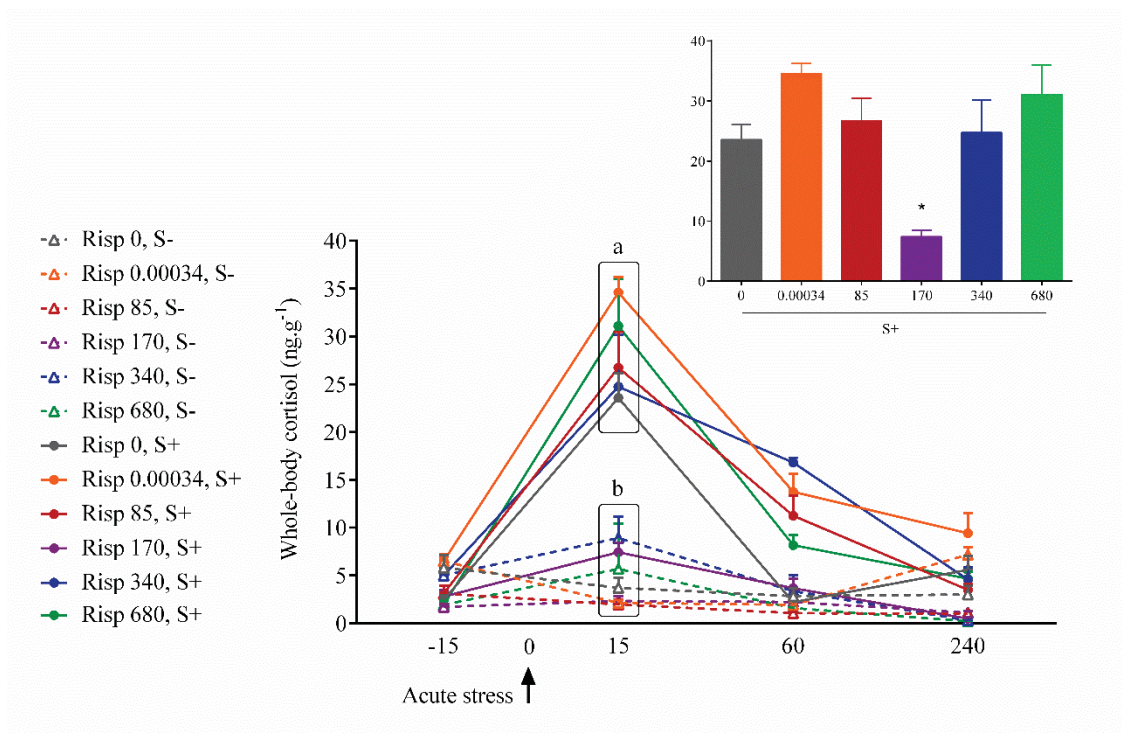 40
30
20
10
0
*
0 0.00034 85 170 340 680
S+
Risp 0, S-
Risp 0.00034, S-
Risp 85, S-
Risp 170, S-
Risp 340, S-
Risp 680, S-
Risp 0, S+
Risp 0.00034, S+
Risp 85, S+
Risp 170, S+
Risp 340, S+
Risp 680, S+
Whole-body cortisol (ng.g⁻¹)
40
35
30
25
20
15
10
5
0
a
b
-15 0 15 60 240
Acute stress